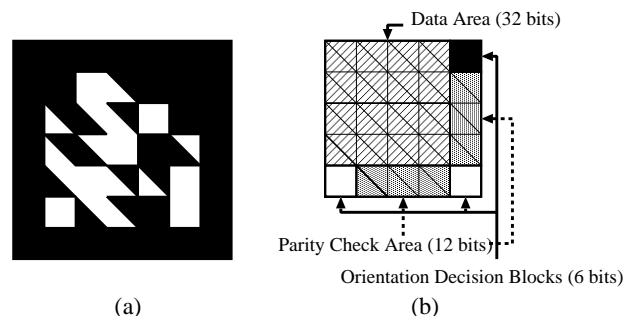 Data Area (32 bits)
Parity Check Area (12 bits)
Orientation Decision Blocks (6 bits)
(a)
(b)